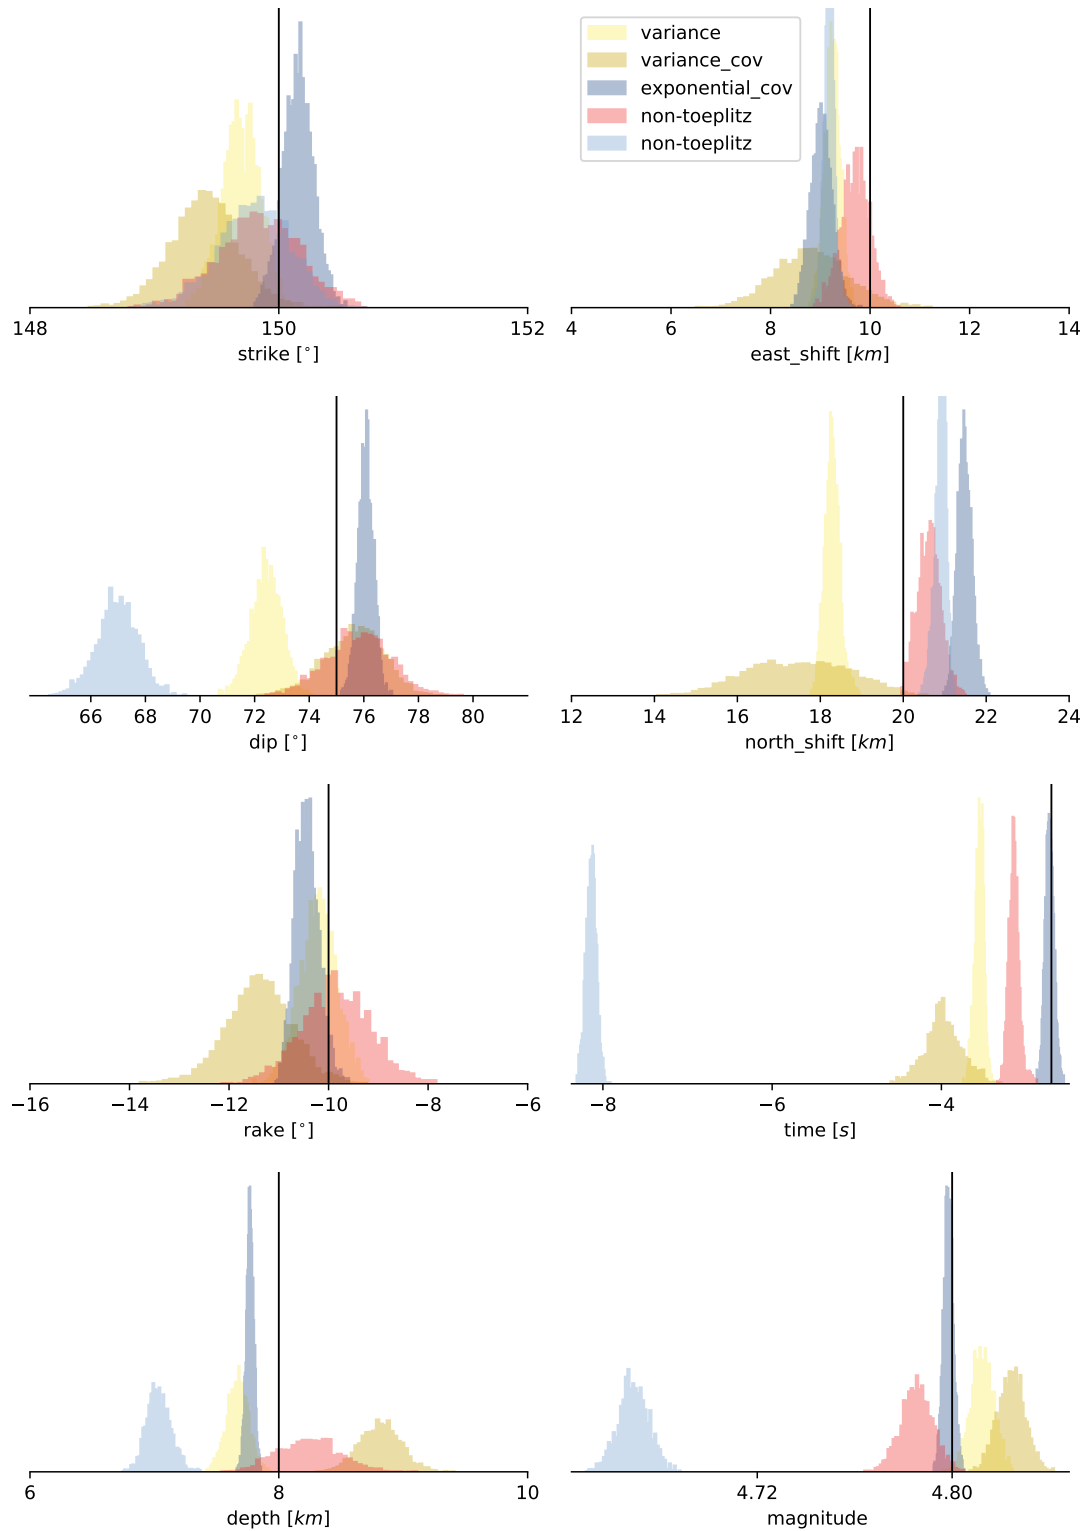 variance
variance_cov
exponential_cov
non-toeplitz
non-toeplitz
148 150 152
strike [°]
4 6 8 10 12 14
east_shift [km]
66 68 70 72 74 76 78 80
dip [°]
12 14 16 18 20 22 24
north_shift [km]
−16 −14 −12 −10 −8 −6
rake [°]
−8 −6 −4
time [s]
6 8 10
depth [km]
4.72 4.80
magnitude